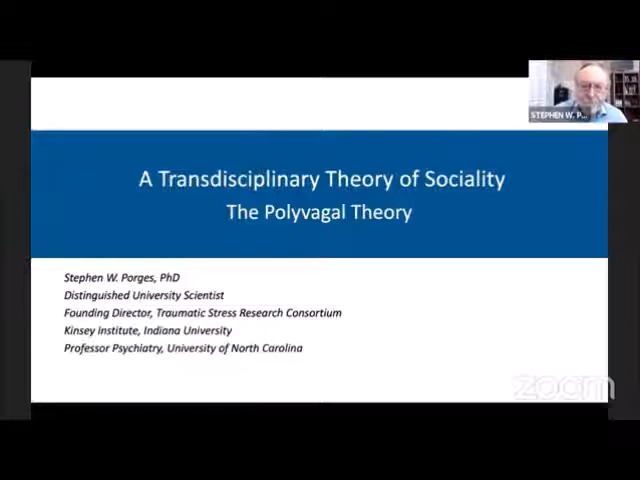 STEPHEN W. P...
A Transdisciplinary Theory of Sociality
The Polyvagal Theory
Stephen W. Porges, PhD
Distinguished University Scientist
Founding Director, Traumatic Stress Research Consortium
Kinsey Institute, Indiana University
Professor Psychiatry, University of North Carolina
zoom